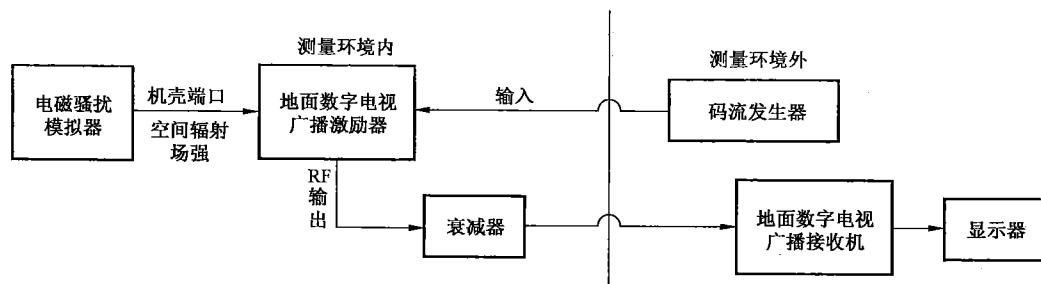 测量环境内
测量环境外
电磁骚扰
模拟器
机壳端口
空间辐射
场强
地面数字电视
广播激励器
输入
码流发生器
RF
输
出
衰减器
地面数字电视
广播接收机
显示器